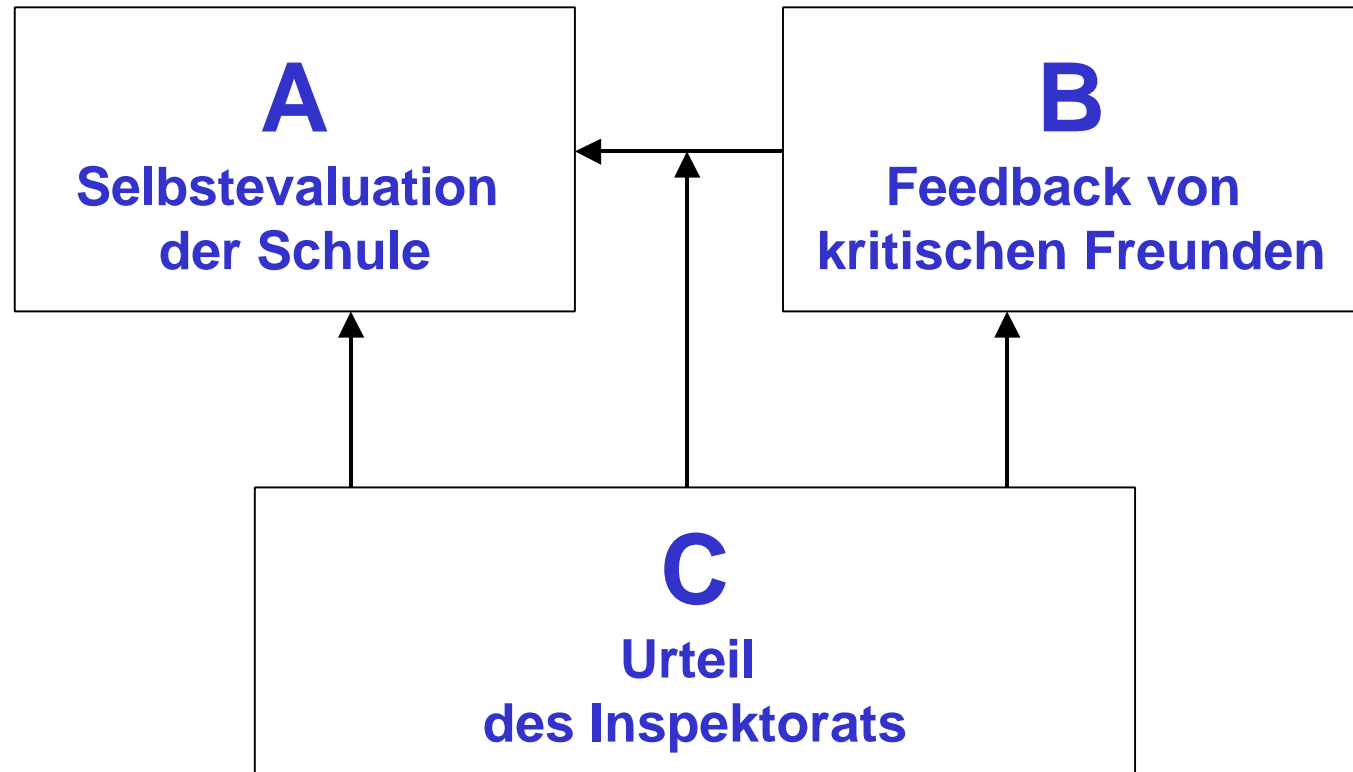 A
Selbstevaluation
der Schule
B
Feedback von
kritischen Freunden
C
Urteil
des Inspektorats